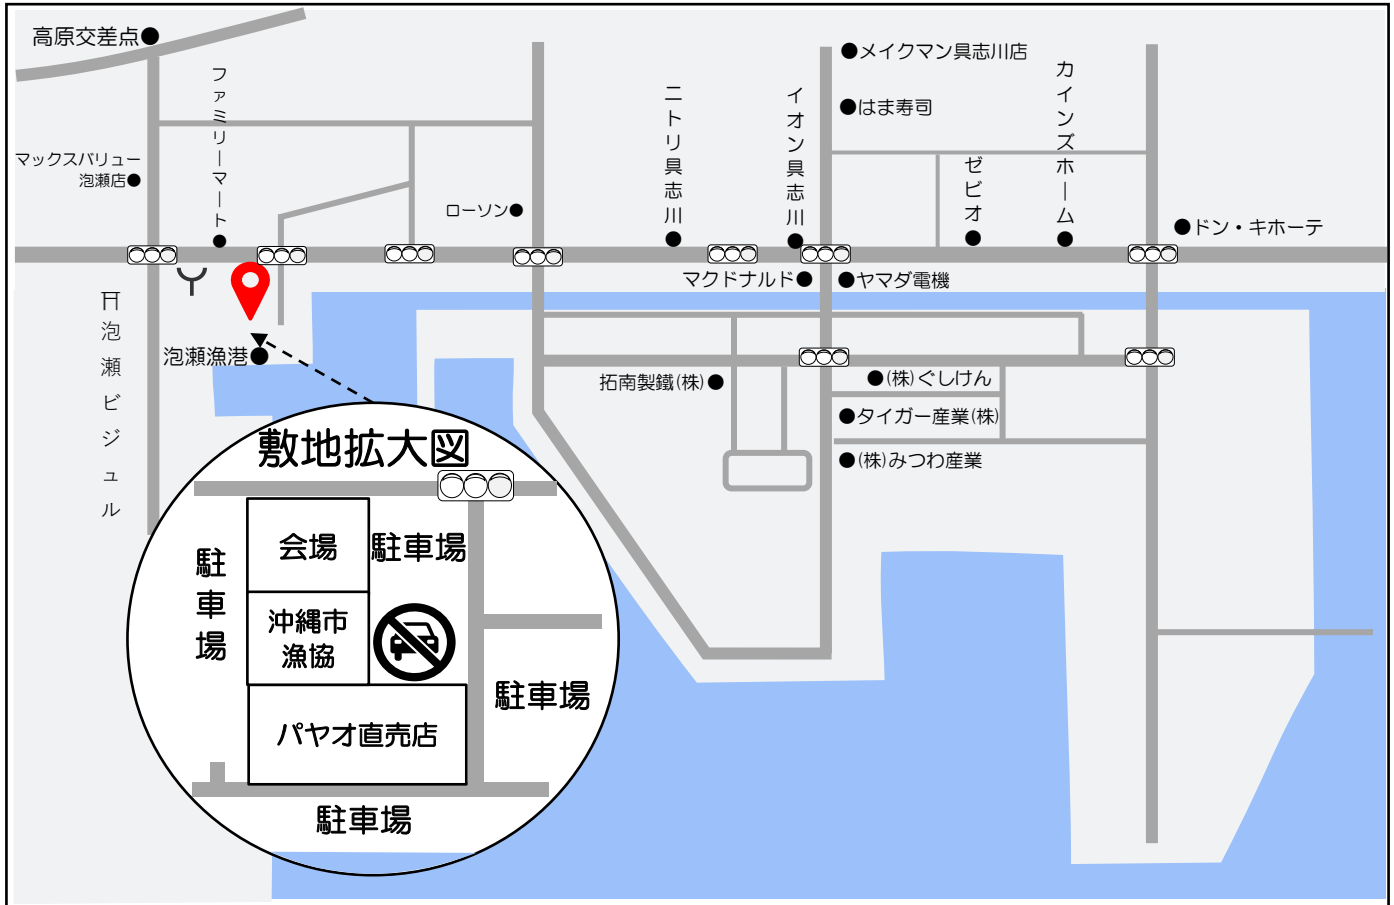 高原交差点
ファミリーマート
マックスバリュー
泡瀬店
ローソン
ニトリ具志川
イオン具志川
メイクマン具志川店
はま寿司
カインズホーム
ゼビオ
ドン・キホーテ
マクドナルド
ヤマダ電機
泡瀬ビジュル
泡瀬漁港
拓南製鐵(株)
(株)ぐしけん
タイガー産業(株)
(株)みつわ産業
敷地拡大図
会場
駐車場
駐車場
沖縄市
漁協
駐車場
パヤオ直売店
駐車場